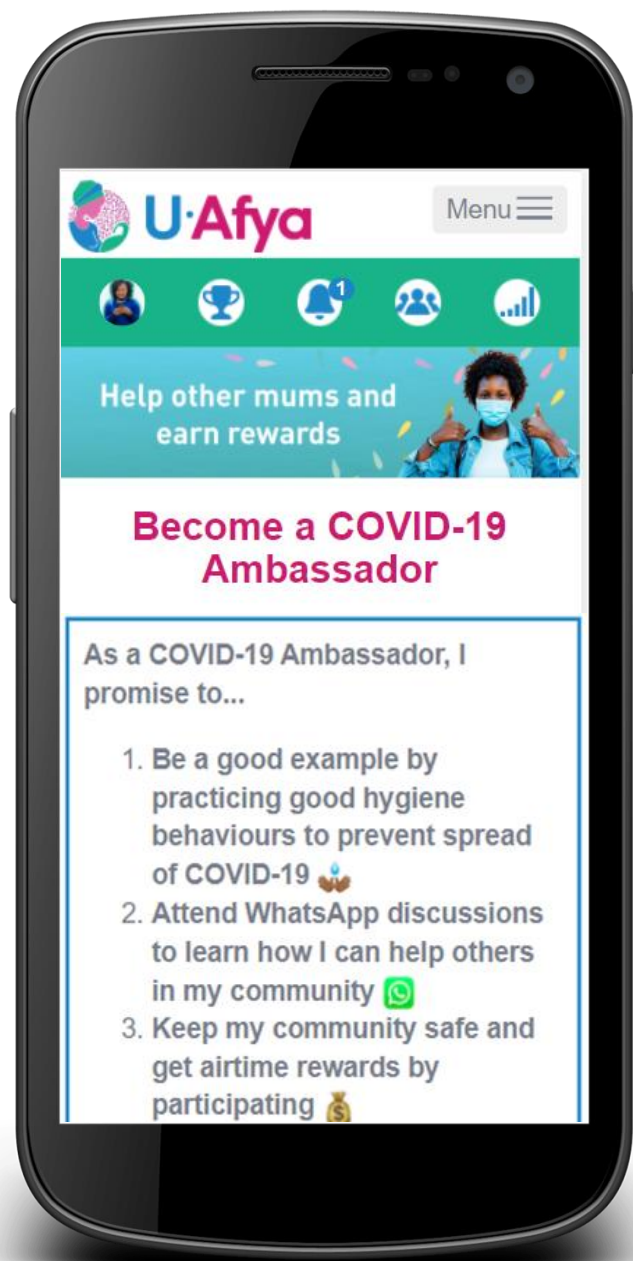 U·Afya
Menu
1
Help other mums and
earn rewards
Become a COVID-19
Ambassador
As a COVID-19 Ambassador, I
promise to...
1. Be a good example by
practicing good hygiene
behaviours to prevent spread
of COVID-19
2. Attend WhatsApp discussions
to learn how I can help others
in my community
3. Keep my community safe and
get airtime rewards by
participating